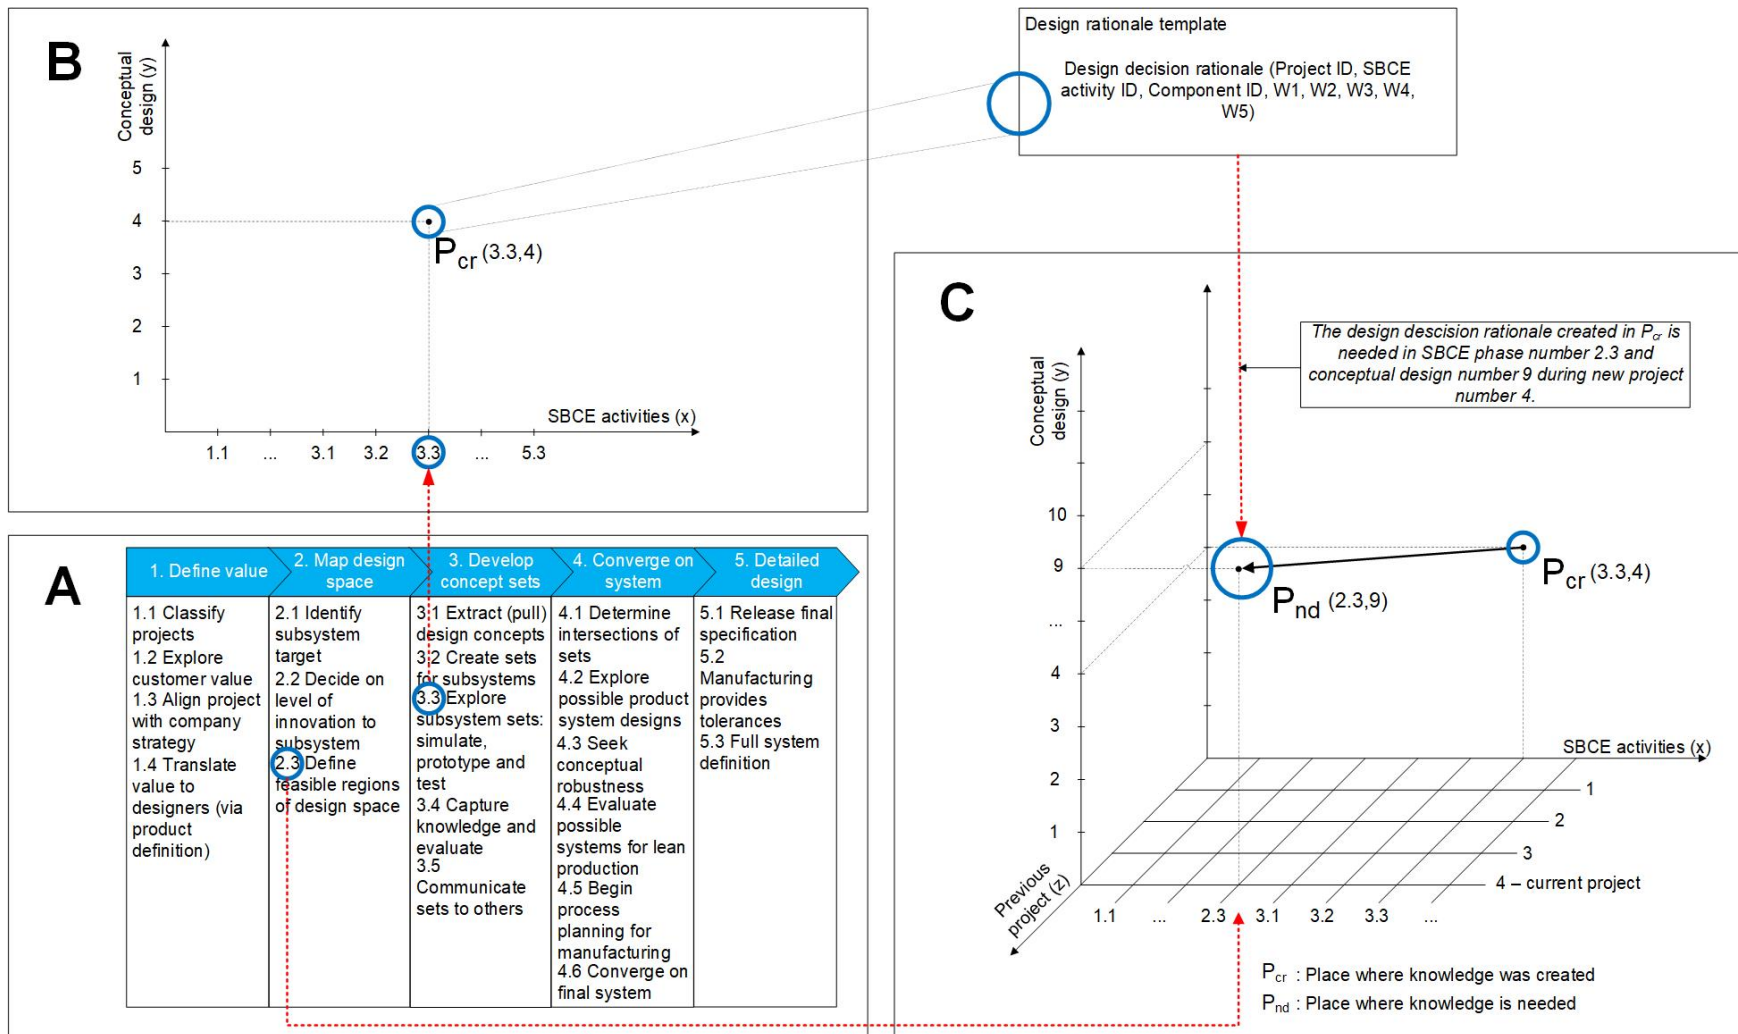 B
Conceptual
design (y)
5
4
3
2
1
P_cr (3.3,4)
SBCE activities (x)
1.1
...
3.1
3.2
3.3
...
5.3
Design rationale template
Design decision rationale (Project ID, SBCE
activity ID, Component ID, W1, W2, W3, W4,
W5)
A
1. Define value
2. Map design
space
3. Develop
concept sets
4. Converge on
system
5. Detailed
design
1.1 Classify
projects
1.2 Explore
customer value
1.3 Align project
with company
strategy
1.4 Translate
value to
designers (via
product
definition)
2.1 Identify
subsystem
target
2.2 Decide on
level of
innovation to
subsystem
2.3 Define
feasible regions
of design space
3.1 Extract (pull)
design concepts
3.2 Create sets
for subsystems
3.3 Explore
subsystem sets:
simulate,
prototype and
test
3.4 Capture
knowledge and
evaluate
3.5
Communicate
sets to others
4.1 Determine
intersections of
sets
4.2 Explore
possible product
system designs
4.3 Seek
conceptual
robustness
4.4 Evaluate
possible
systems for lean
production
4.5 Begin
process
planning for
manufacturing
4.6 Converge on
final system
5.1 Release final
specification
5.2
Manufacturing
provides
tolerances
5.3 Full system
definition
C
The design descision rationale created in P_cr is
needed in SBCE phase number 2.3 and
conceptual design number 9 during new project
number 4.
Conceptual
design (y)
10
9
...
4
3
2
1
P_nd (2.3,9)
P_cr (3.3,4)
SBCE activities (x)
1
2
3
4 – current project
Previous
project (z)
1.1
...
2.3
3.1
3.2
3.3
...
P_cr : Place where knowledge was created
P_nd : Place where knowledge is needed